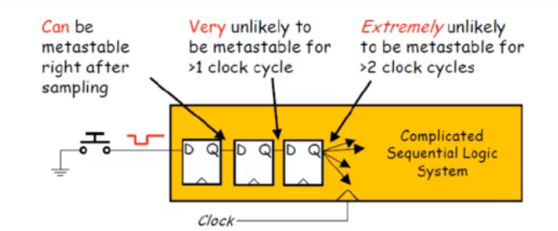 Can be
metastable
right after
sampling
Very unlikely to
be metastable for
>1 clock cycle
Extremely unlikely
to be metastable for
>2 clock cycles
D Q D Q D Q
Complicated
Sequential Logic
System
Clock